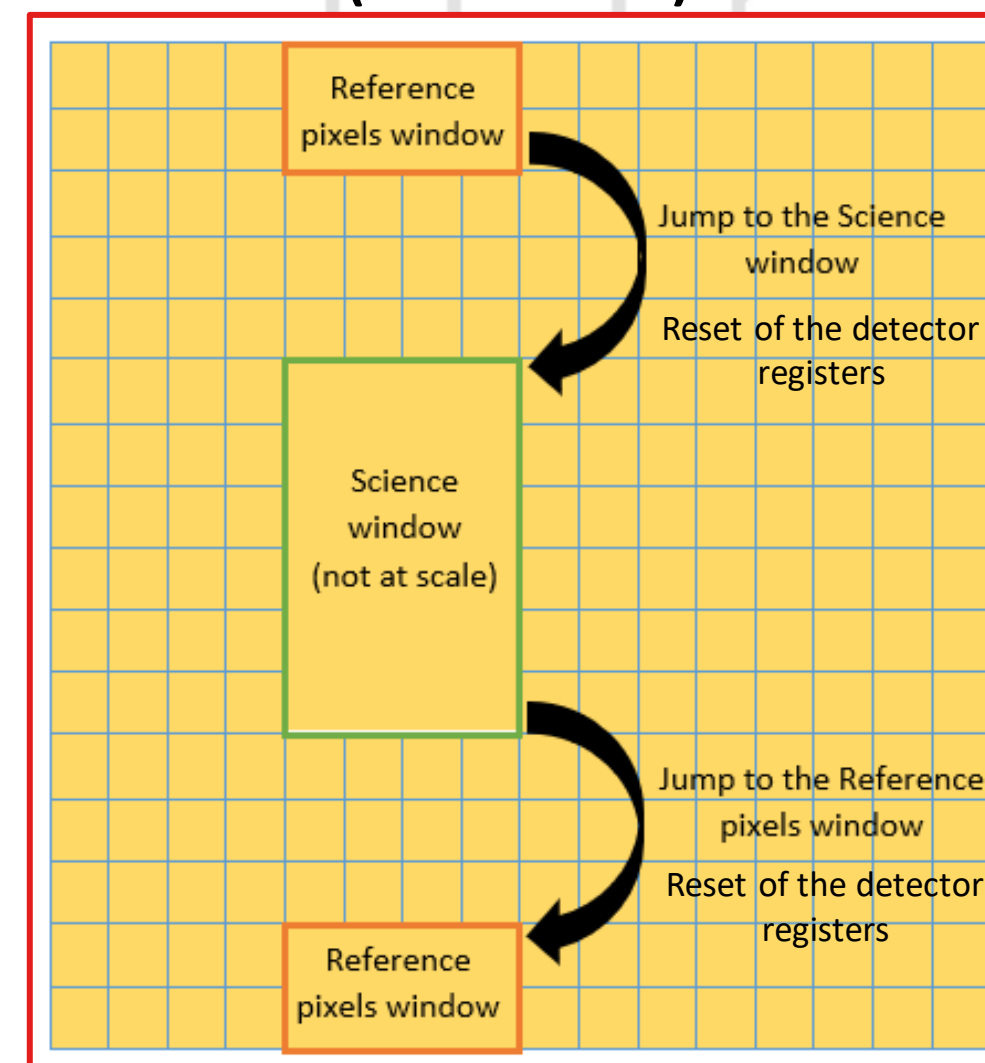 Reference
pixels window
Jump to the Science
window
Reset of the detector
registers
Science
window
(not at scale)
Jump to the Reference
pixels window
Reset of the detector
registers
Reference
pixels window